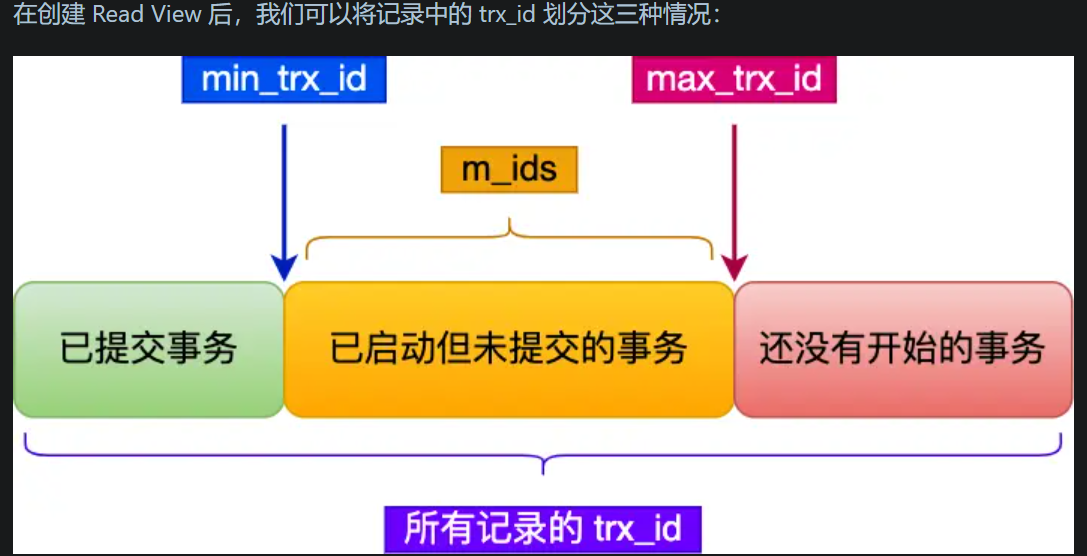 在创建 Read View 后，我们可以将记录中的 trx_id 划分这三种情况：
min_trx_id
max_trx_id
m_ids
已提交事务
已启动但未提交的事务
还没有开始的事务
所有记录的 trx_id